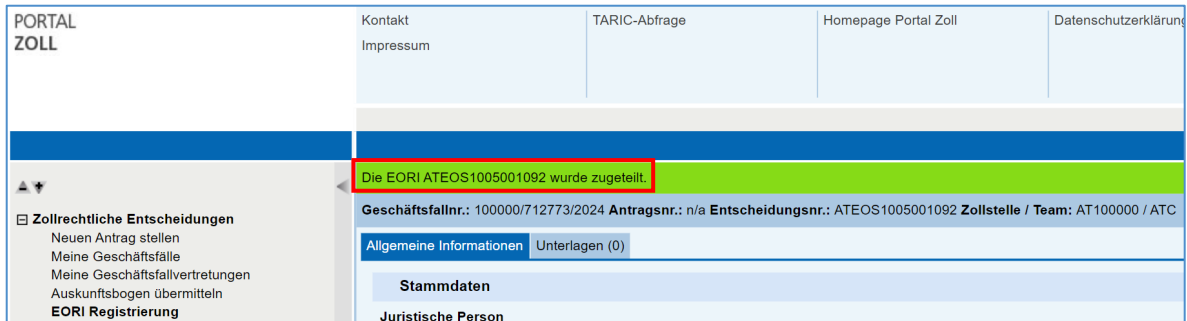 PORTAL
ZOLL
Kontakt
TARIC-Abfrage
Homepage Portal Zoll
Datenschutzerklärung
Impressum
Die EORI ATEOS1005001092 wurde zugeteilt.
Geschäftsfallnr.: 100000/712773/2024 Antragsnr.: n/a Entscheidungsnr.: ATEOS1005001092 Zollstelle / Team: AT100000 / ATC
Allgemeine Informationen
Unterlagen (0)
Stammdaten
Juristische Person
Zollrechtliche Entscheidungen
Neuen Antrag stellen
Meine Geschäftsfälle
Meine Geschäftsfallvertretungen
Auskunftsbogen übermitteln
EORI Registrierung